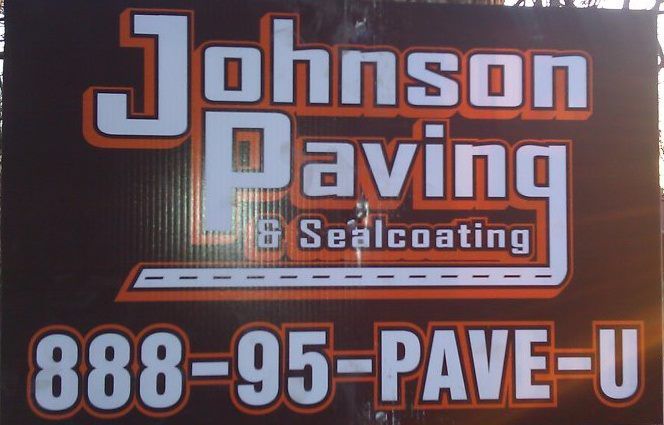 Johnson
Paving
& Sealcoating
888-95-PAVE-U